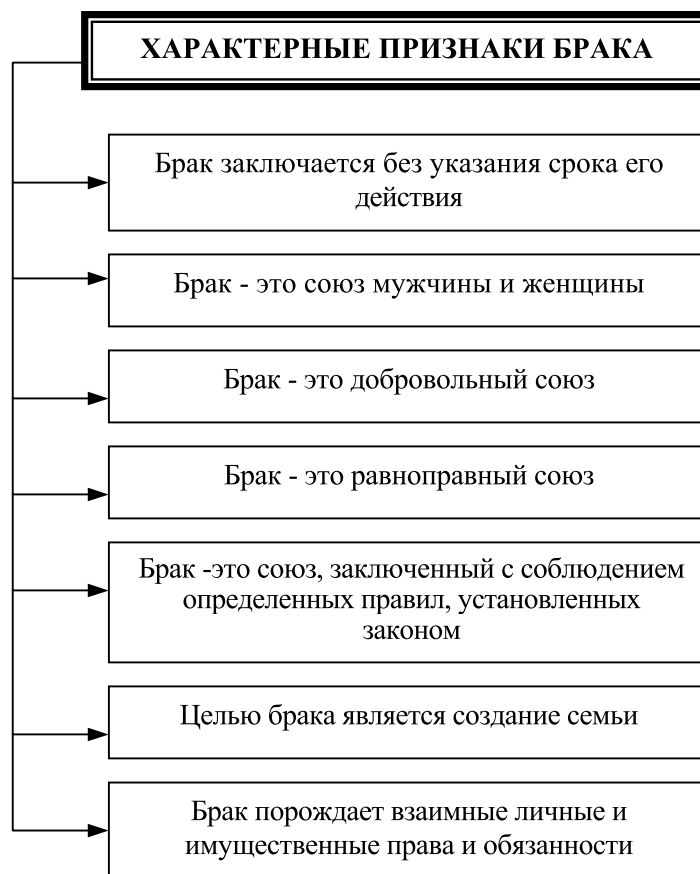 ХАРАКТЕРНЫЕ ПРИЗНАКИ БРАКА
Брак заключается без указания срока его
действия
Брак - это союз мужчины и женщины
Брак - это добровольный союз
Брак - это равноправный союз
Брак -это союз, заключенный с соблюдением
определенных правил, установленных
законом
Целью брака является создание семьи
Брак порождает взаимные личные и
имущественные права и обязанности